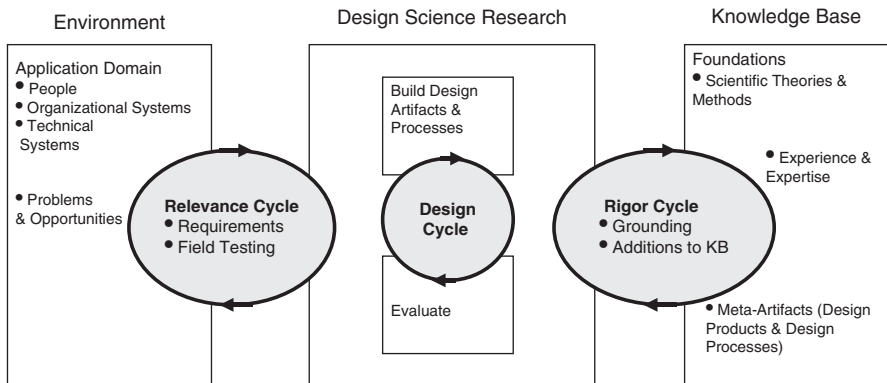 Environment
Design Science Research
Knowledge Base
Application Domain
• People
• Organizational Systems
• Technical
Systems
• Problems
& Opportunities
Relevance Cycle
• Requirements
• Field Testing
Build Design
Artifacts &
Processes
Design
Cycle
Evaluate
Rigor Cycle
• Grounding
• Additions to KB
Foundations
• Scientific Theories &
Methods
• Experience &
Expertise
• Meta-Artifacts (Design
Products & Design
Processes)